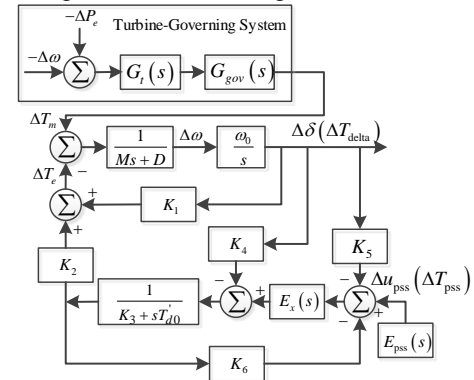 −ΔP_e
Turbine-Governing System
−Δω
Σ
G_t(s)
G_gov(s)
ΔT_m
Σ
−
1
Ms + D
Δω
ω_0
s
Δδ(ΔT_delta)
ΔT_e
+
Σ
+
K_1
K_2
K_4
K_5
−
−
Δu_pss(ΔT_pss)
1
K_3 + sT'_d0
Σ
+
E_x(s)
Σ
+
−
E_pss(s)
K_6